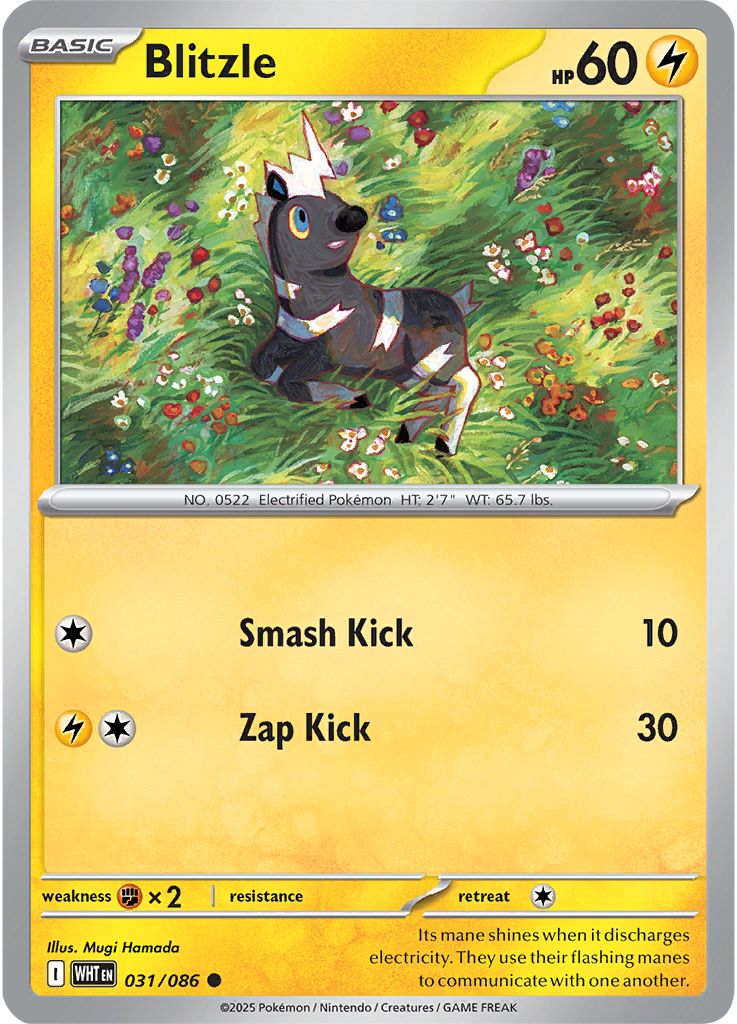 BASIC
Blitzle
HP 60
NO. 0522 Electrified Pokémon HT: 2'7" WT: 65.7 lbs.
Smash Kick 10
Zap Kick 30
weakness ×2 resistance retreat
Illus. Mugi Hamada
Its mane shines when it discharges
electricity. They use their flashing manes
to communicate with one another.
I WHT EN 031/086
©2025 Pokémon / Nintendo / Creatures / GAME FREAK